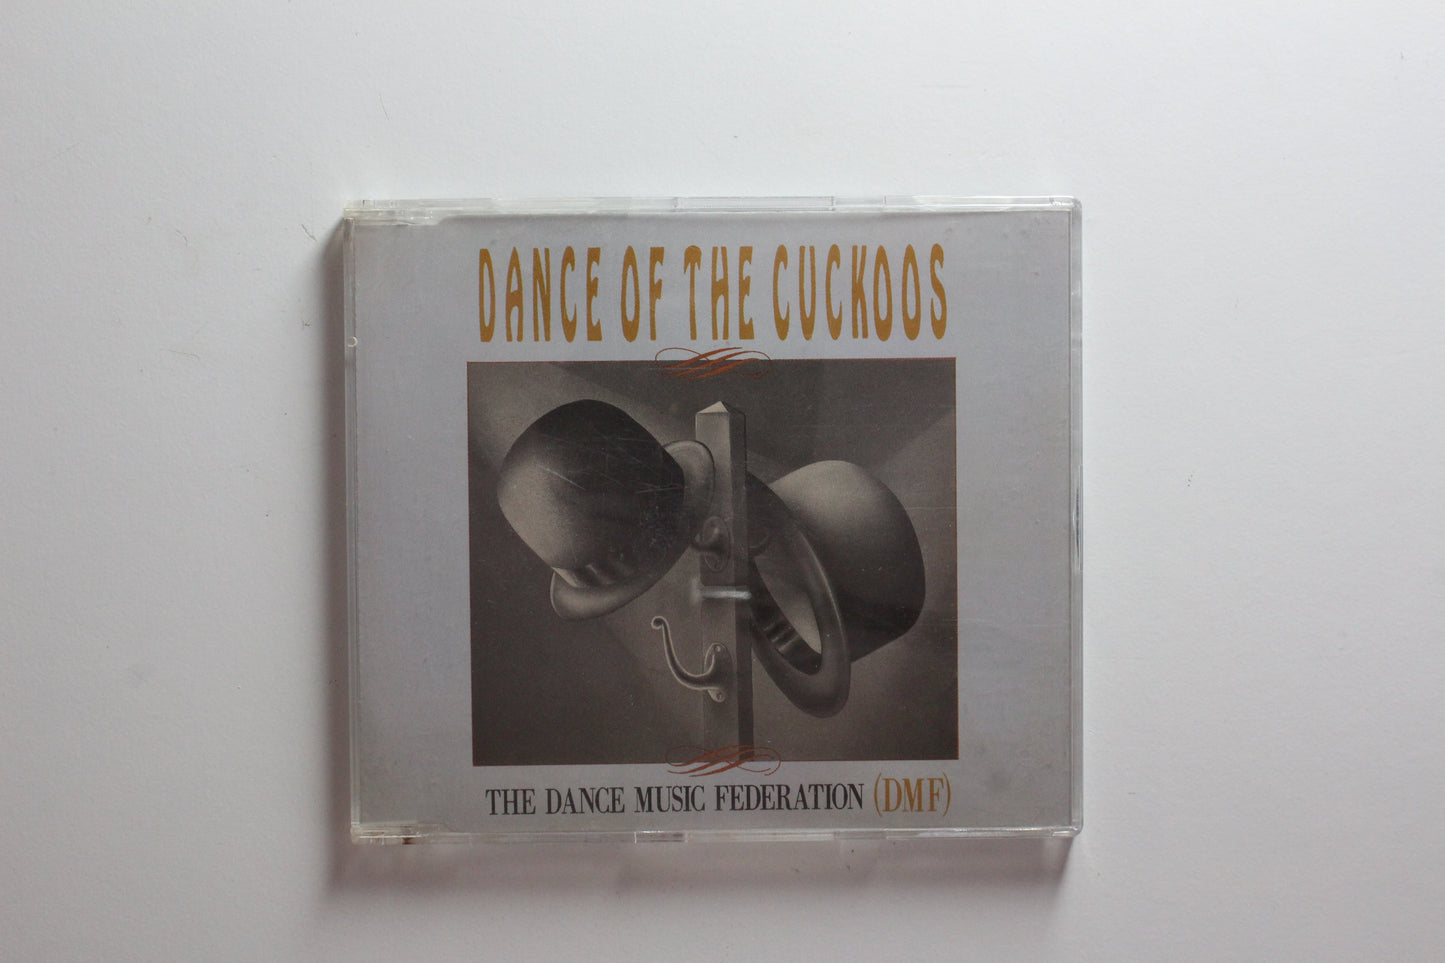 DANCE OF THE CUCKOOS
THE DANCE MUSIC FEDERATION (DMF)